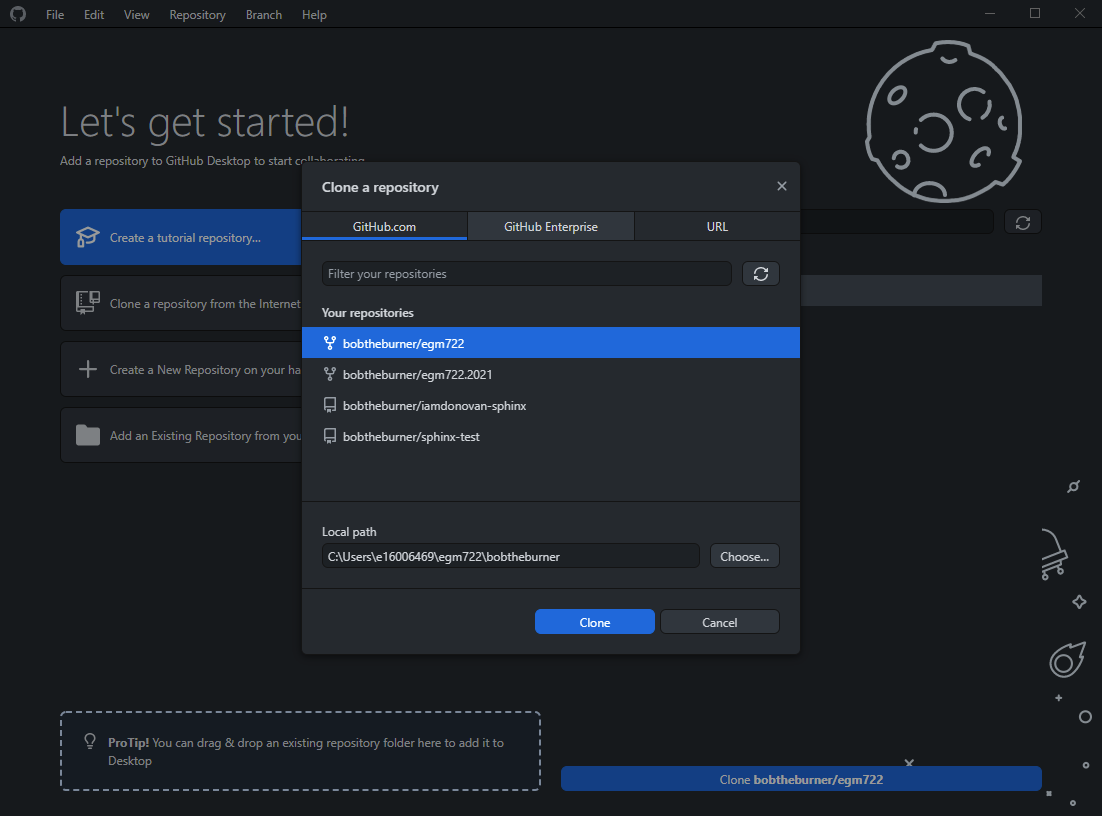 File Edit View Repository Branch Help
Let's get started!
Add a repository to GitHub Desktop to start collaborating
Create a tutorial repository...
Clone a repository from the Internet
Create a New Repository on your ha
Add an Existing Repository from you
Clone a repository
GitHub.com GitHub Enterprise URL
Filter your repositories
Your repositories
bobtheburner/egm722
bobtheburner/egm722.2021
bobtheburner/iamdonovan-sphinx
bobtheburner/sphinx-test
Local path
C:\Users\e16006469\egm722\bobtheburner
Choose...
Clone Cancel
ProTip! You can drag & drop an existing repository folder here to add it to
Desktop
Clone bobtheburner/egm722